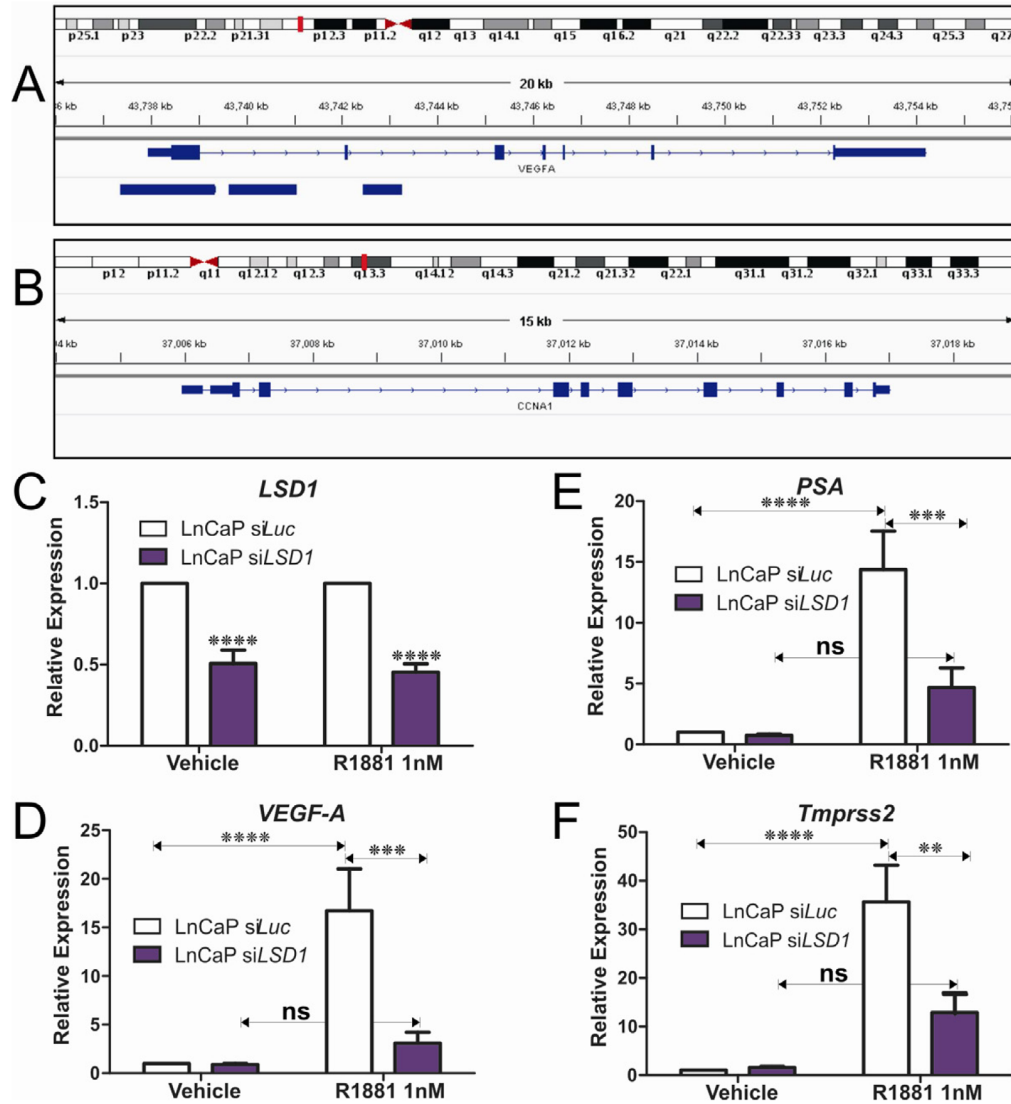 A
p25.1 p23 p22.2 p21.31 p12.3 p11.2 q12 q13 q14.1 q15 q16.2 q21 q22.2 q22.33 q23.3 q24.3 q25.3 q27
20 kb
43,738 kb 43,740 kb 43,742 kb 43,744 kb 43,746 kb 43,748 kb 43,750 kb 43,752 kb 43,754 kb
VEGFA
B
p12 p11.2 q11 q12.12 q12.3 q13.3 q14.12 q14.3 q21.2 q21.32 q22.1 q31.1 q31.2 q32.1 q33.1 q33.3
15 kb
37,006 kb 37,008 kb 37,010 kb 37,012 kb 37,014 kb 37,016 kb 37,018 kb
CCNA1
C
LSD1
Relative Expression
1.5
1.0
0.5
0.0
LnCaP siLuc
LnCaP siLSD1
****
****
Vehicle R1881 1nM
E
PSA
Relative Expression
20
15
10
5
0
****
***
LnCaP siLuc
LnCaP siLSD1
ns
Vehicle R1881 1nM
D
VEGF-A
Relative Expression
25
20
15
10
5
0
****
***
LnCaP siLuc
LnCaP siLSD1
ns
Vehicle R1881 1nM
F
Tmprss2
Relative Expression
50
40
30
20
10
0
****
**
LnCaP siLuc
LnCaP siLSD1
ns
Vehicle R1881 1nM